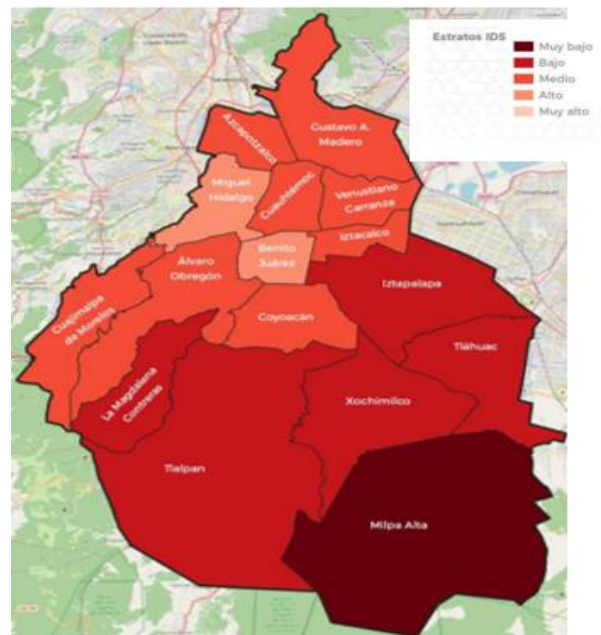 Estratos IDS
Muy bajo
Bajo
Medio
Alto
Muy alto
Gustavo A.
Madero
Azcapotzalco
Miguel
Hidalgo
Cuauhtémoc
Venustiano
Carranza
Iztacalco
Benito
Juárez
Álvaro
Obregón
Cuajimalpa
de Morelos
Coyoacán
Iztapalapa
Tláhuac
La Magdalena
Contreras
Xochimilco
Tlalpan
Milpa Alta